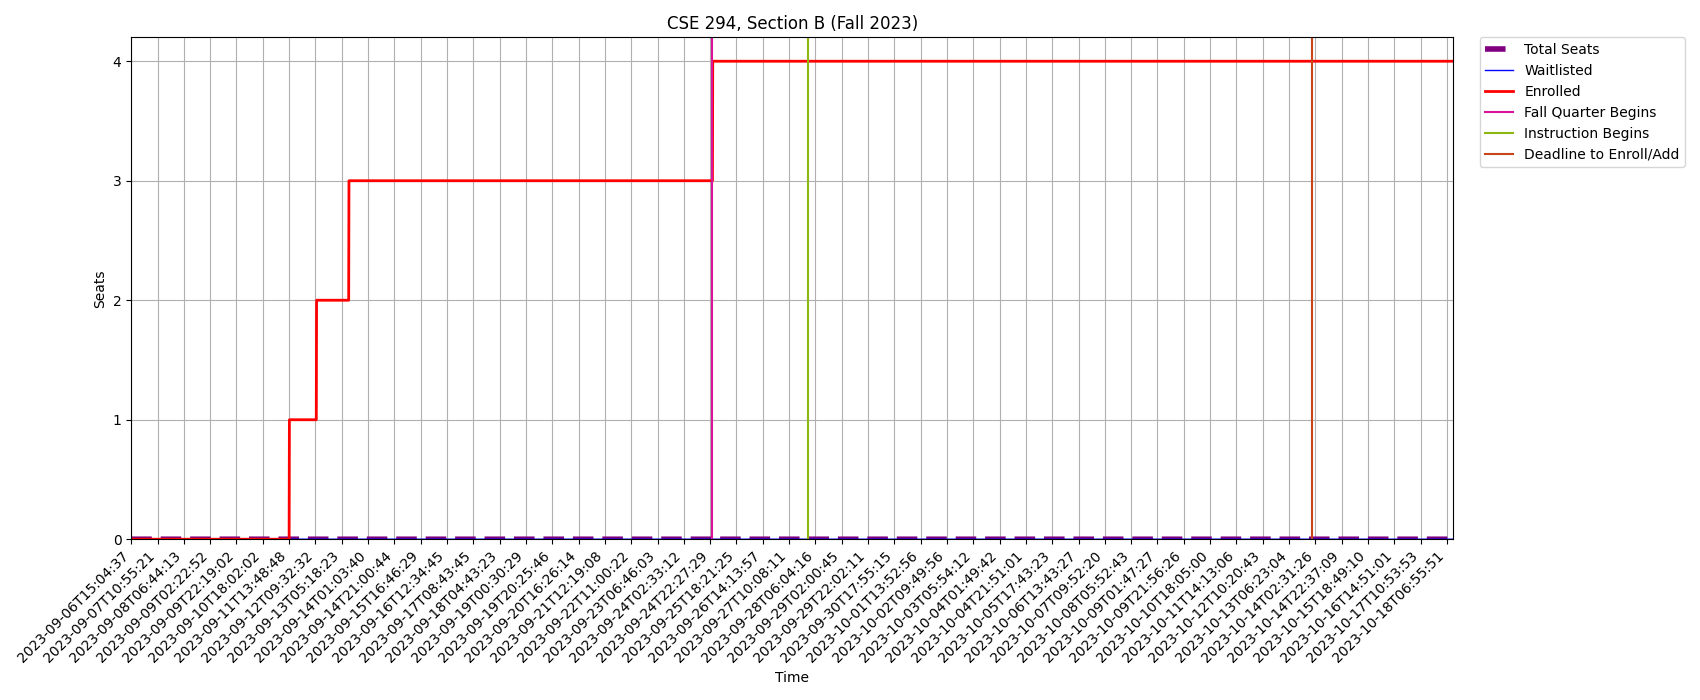 CSE 294, Section B (Fall 2023)
Total Seats
Waitlisted
Enrolled
Fall Quarter Begins
Instruction Begins
Deadline to Enroll/Add
Seats
4
3
2
1
0
2023-09-06T15:04:37
2023-09-07T10:55:21
2023-09-08T06:44:13
2023-09-09T02:22:52
2023-09-09T22:19:02
2023-09-10T18:02:02
2023-09-11T13:48:48
2023-09-12T09:32:32
2023-09-13T05:18:23
2023-09-14T01:03:40
2023-09-14T21:00:44
2023-09-15T16:46:29
2023-09-16T12:34:45
2023-09-17T08:43:45
2023-09-18T04:43:23
2023-09-19T00:30:29
2023-09-19T20:25:46
2023-09-20T16:26:14
2023-09-21T12:19:08
2023-09-22T11:00:22
2023-09-23T06:46:03
2023-09-24T02:33:12
2023-09-24T22:27:29
2023-09-25T18:21:25
2023-09-26T14:13:57
2023-09-27T10:08:11
2023-09-28T06:04:16
2023-09-29T02:00:45
2023-09-29T22:02:11
2023-09-30T17:55:15
2023-10-01T13:52:56
2023-10-02T09:49:56
2023-10-03T05:54:12
2023-10-04T01:49:42
2023-10-04T21:51:01
2023-10-05T17:43:23
2023-10-06T13:43:27
2023-10-07T09:52:20
2023-10-08T05:52:43
2023-10-09T01:47:27
2023-10-09T21:56:26
2023-10-10T18:05:00
2023-10-11T14:13:06
2023-10-12T10:20:43
2023-10-13T06:23:04
2023-10-14T02:31:26
2023-10-14T22:37:09
2023-10-15T18:49:10
2023-10-16T14:51:01
2023-10-17T10:53:53
2023-10-18T06:55:51
Time